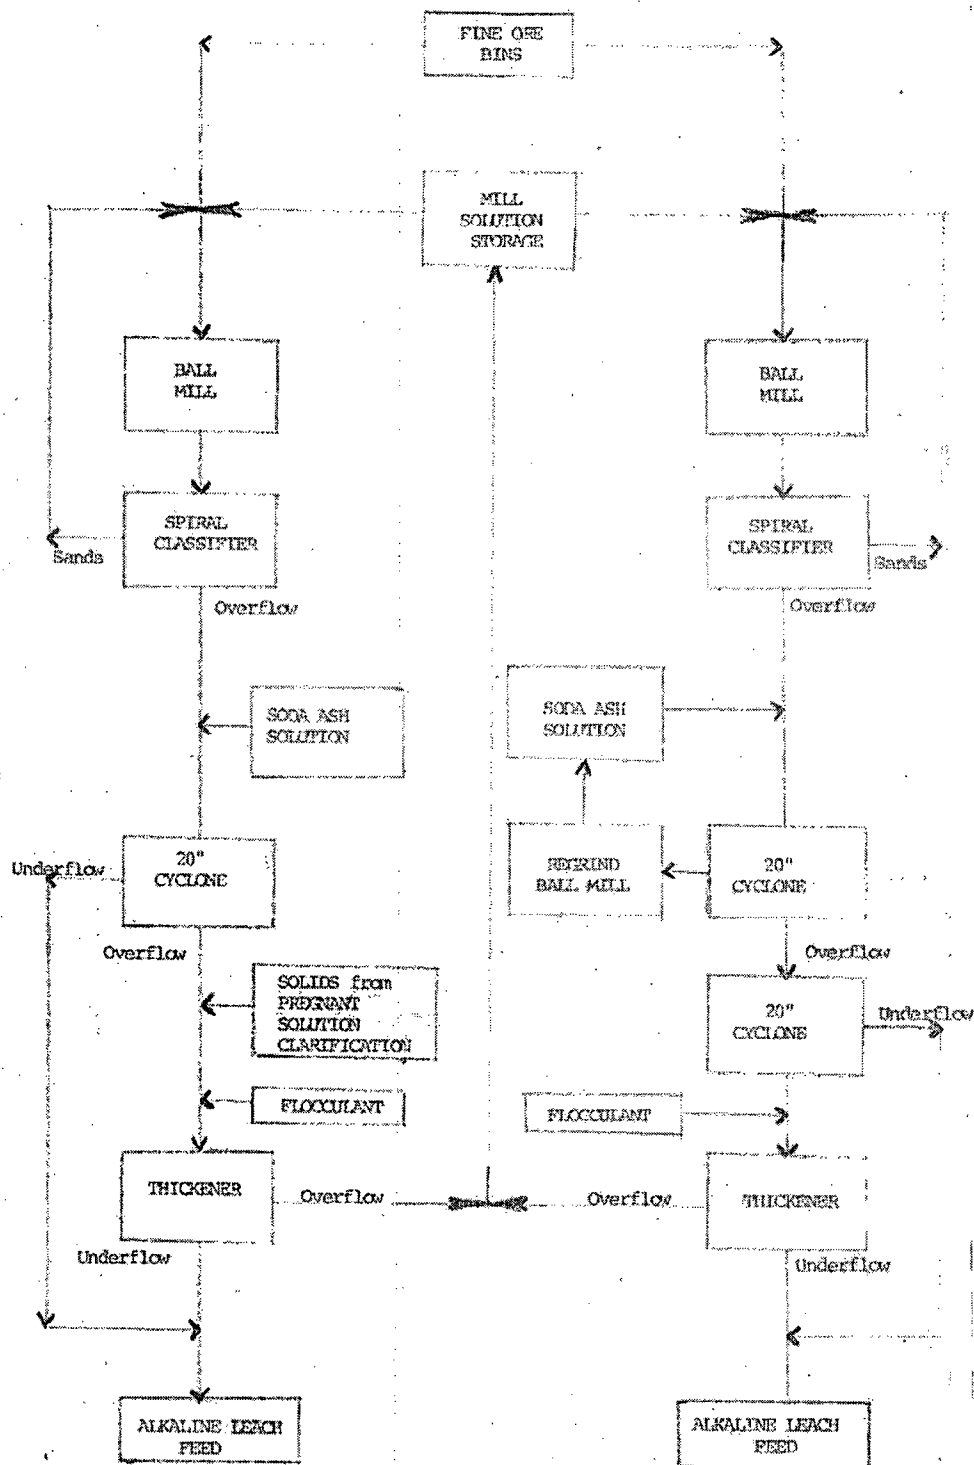 FINE ORE
BINS
MILL
SOLUTION
STORAGE
BALL
MILL
BALL
MILL
SPIRAL
CLASSIFIER
SPIRAL
CLASSIFIER
Sands
Sands
Overflow
Overflow
SODA ASH
SOLUTION
SODA ASH
SOLUTION
Underflow
20"
CYCLONE
REGRIND
BALL MILL
20"
CYCLONE
Overflow
Overflow
SOLIDS from
PREGNANT
SOLUTION
CLARIFICATION
20"
CYCLONE
Underflow
FLOCCULANT
FLOCCULANT
THICKENER
Overflow
Overflow
THICKENER
Underflow
Underflow
ALKALINE LEACH
FEED
ALKALINE LEACH
FEED